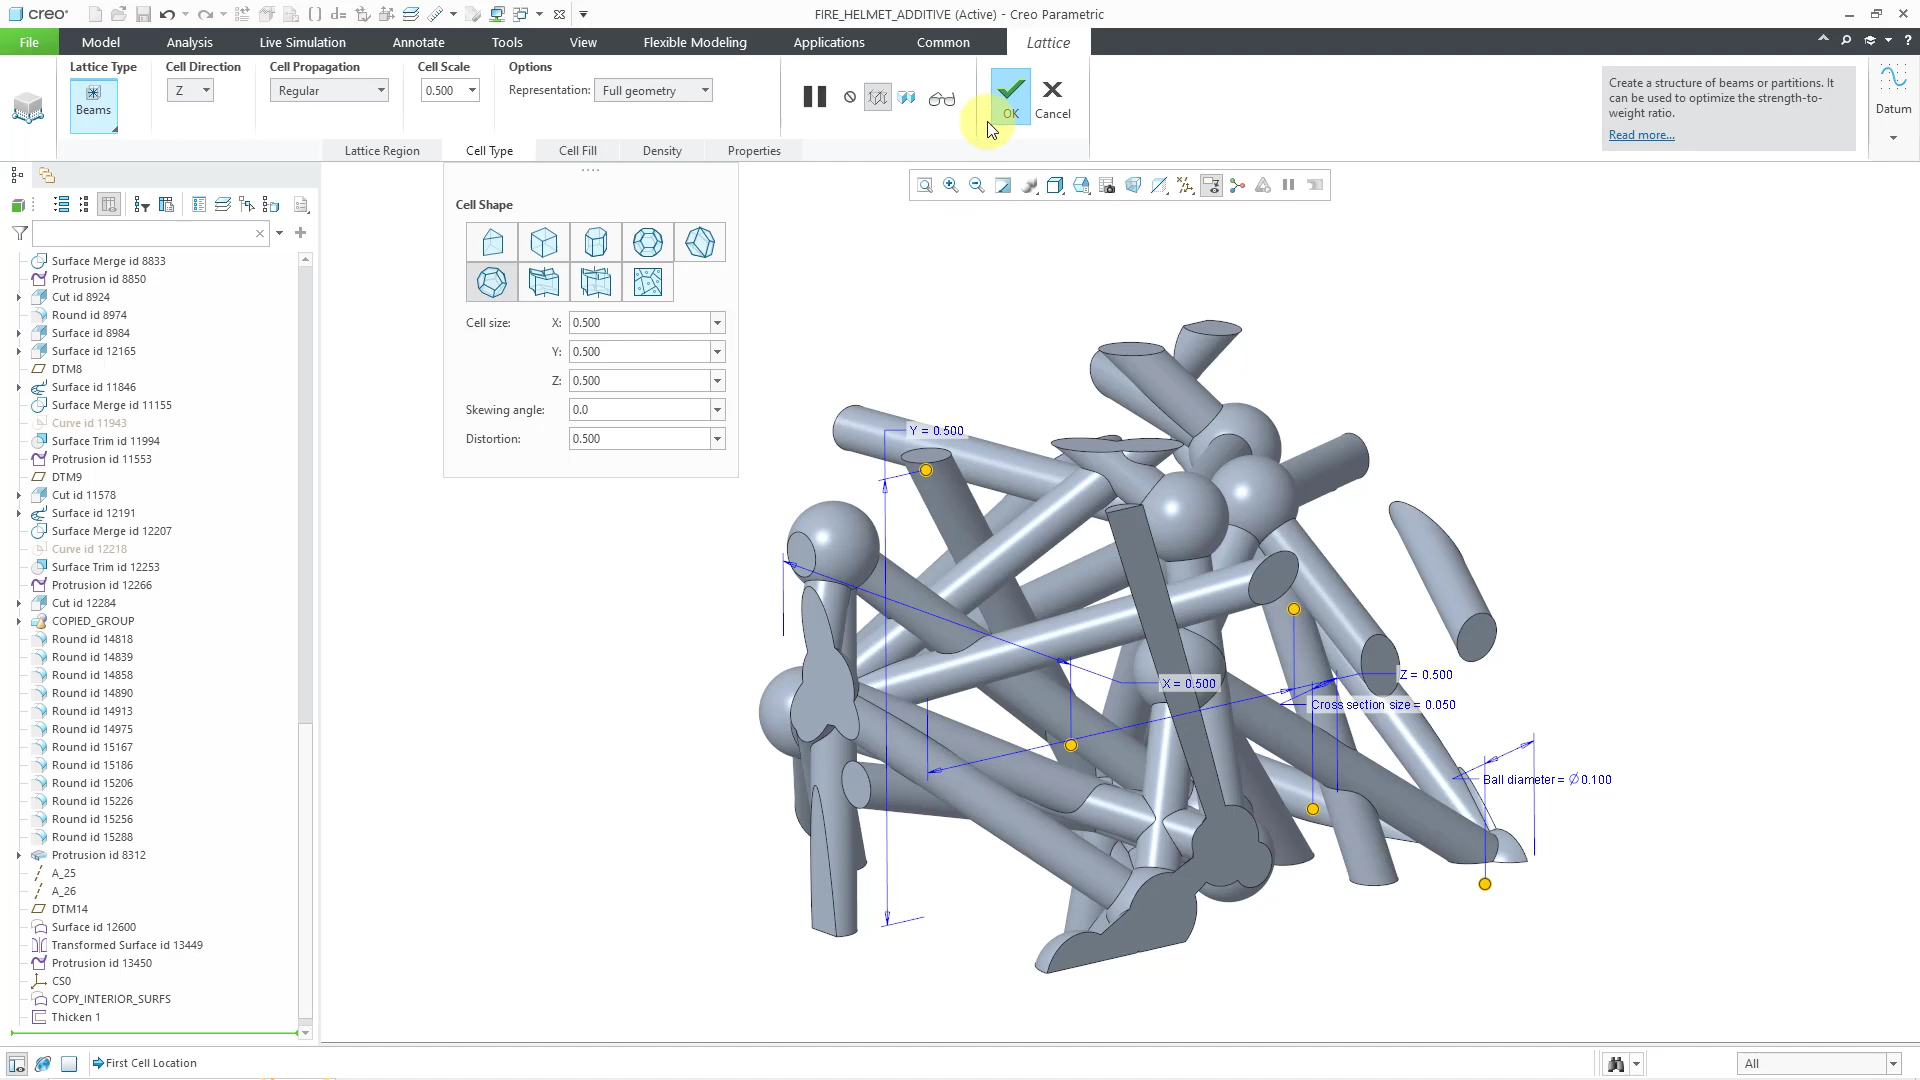 creo
FIRE_HELMET_ADDITIVE (Active) - Creo Parametric
File
Model
Analysis
Live Simulation
Annotate
Tools
View
Flexible Modeling
Applications
Common
Lattice
Lattice Type
Cell Direction
Cell Propagation
Cell Scale
Options
Beams
Z
Regular
0.500
Representation:
Full geometry
OK
Cancel
Create a structure of beams or partitions. It
can be used to optimize the strength-to-
weight ratio.
Read more...
Datum
Lattice Region
Cell Type
Cell Fill
Density
Properties
Cell Shape
Cell size:
X:
0.500
Y:
0.500
Z:
0.500
Skewing angle:
0.0
Distortion:
0.500
Surface Merge id 8833
Protrusion id 8850
Cut id 8924
Round id 8974
Surface id 8984
Surface id 12165
DTM8
Surface id 11846
Surface Merge id 11155
Curve id 11943
Surface Trim id 11994
Protrusion id 11553
DTM9
Cut id 11578
Surface id 12191
Surface Merge id 12207
Curve id 12218
Surface Trim id 12253
Protrusion id 12266
Cut id 12284
COPIED_GROUP
Round id 14818
Round id 14839
Round id 14858
Round id 14890
Round id 14913
Round id 14975
Round id 15167
Round id 15186
Round id 15206
Round id 15226
Round id 15256
Round id 15288
Protrusion id 8312
A_25
A_26
DTM14
Surface id 12600
Transformed Surface id 13449
Protrusion id 13450
CS0
COPY_INTERIOR_SURFS
Thicken 1
Y = 0.500
X = 0.500
Z = 0.500
Cross section size = 0.050
Ball diameter = Ø0.100
First Cell Location
All